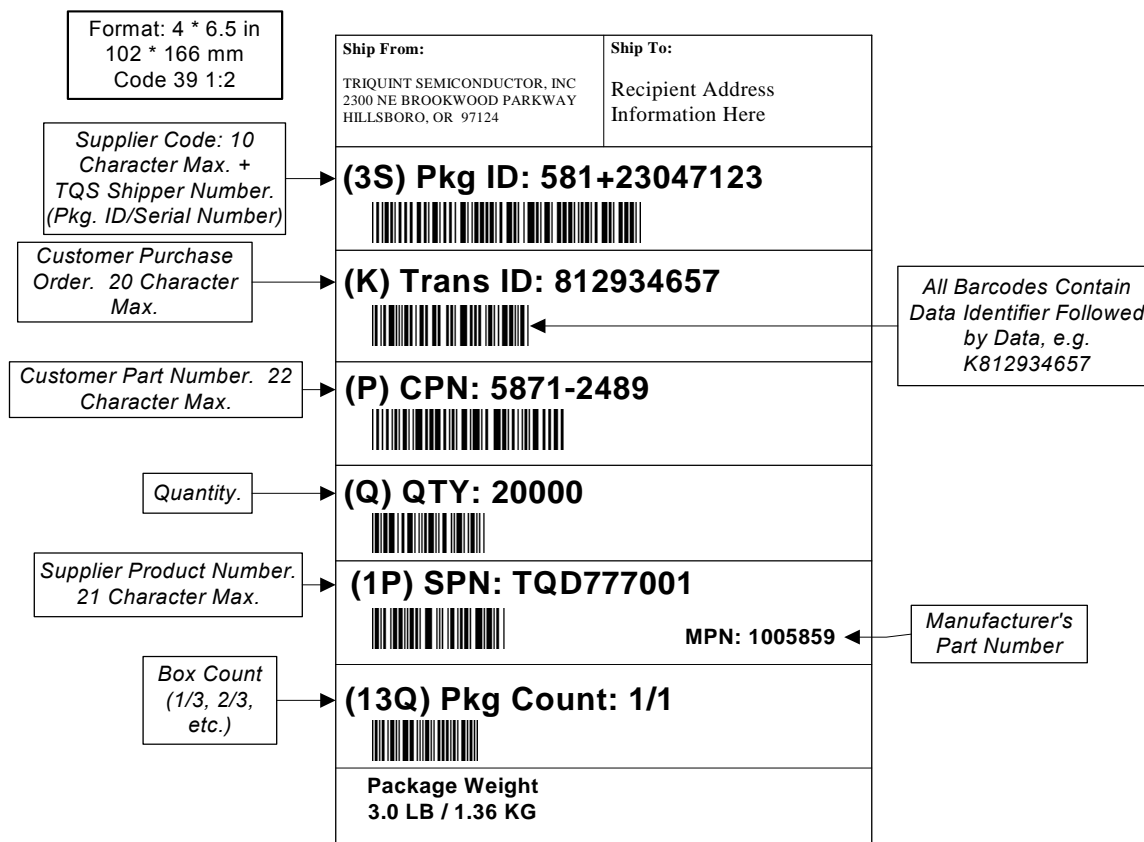 Format: 4 * 6.5 in
102 * 166 mm
Code 39 1:2
Ship From:
TRIQUINT SEMICONDUCTOR, INC
2300 NE BROOKWOOD PARKWAY
HILLSBORO, OR 97124
Ship To:
Recipient Address
Information Here
Supplier Code: 10
Character Max. +
TQS Shipper Number.
(Pkg. ID/Serial Number)
(3S) Pkg ID: 581+23047123
Customer Purchase
Order. 20 Character
Max.
(K) Trans ID: 812934657
All Barcodes Contain
Data Identifier Followed
by Data, e.g.
K812934657
Customer Part Number. 22
Character Max.
(P) CPN: 5871-2489
Quantity.
(Q) QTY: 20000
Supplier Product Number.
21 Character Max.
(1P) SPN: TQD777001
MPN: 1005859
Manufacturer's
Part Number
Box Count
(1/3, 2/3,
etc.)
(13Q) Pkg Count: 1/1
Package Weight
3.0 LB / 1.36 KG